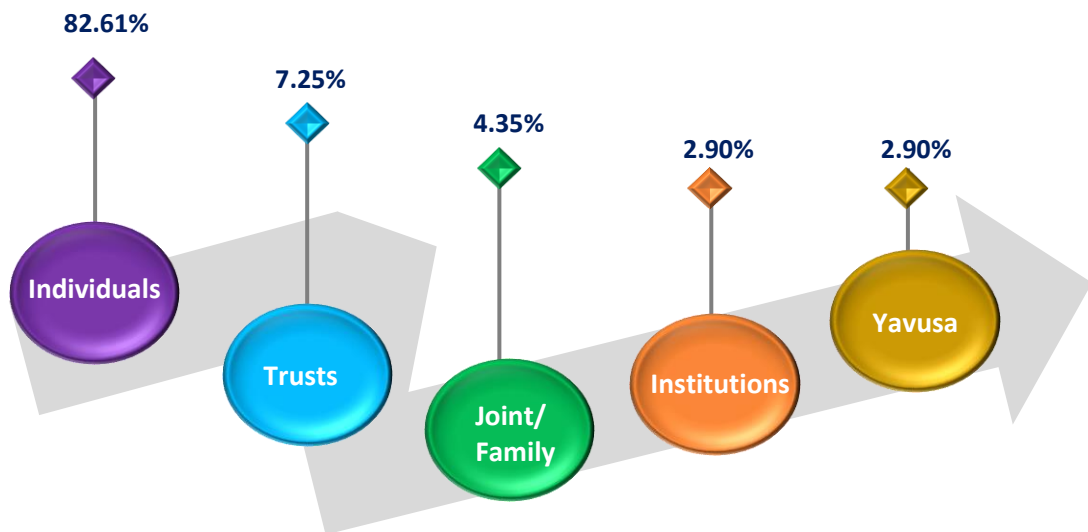 82.61%
7.25%
4.35%
2.90%
2.90%
Individuals
Trusts
Joint/
Family
Institutions
Yavusa